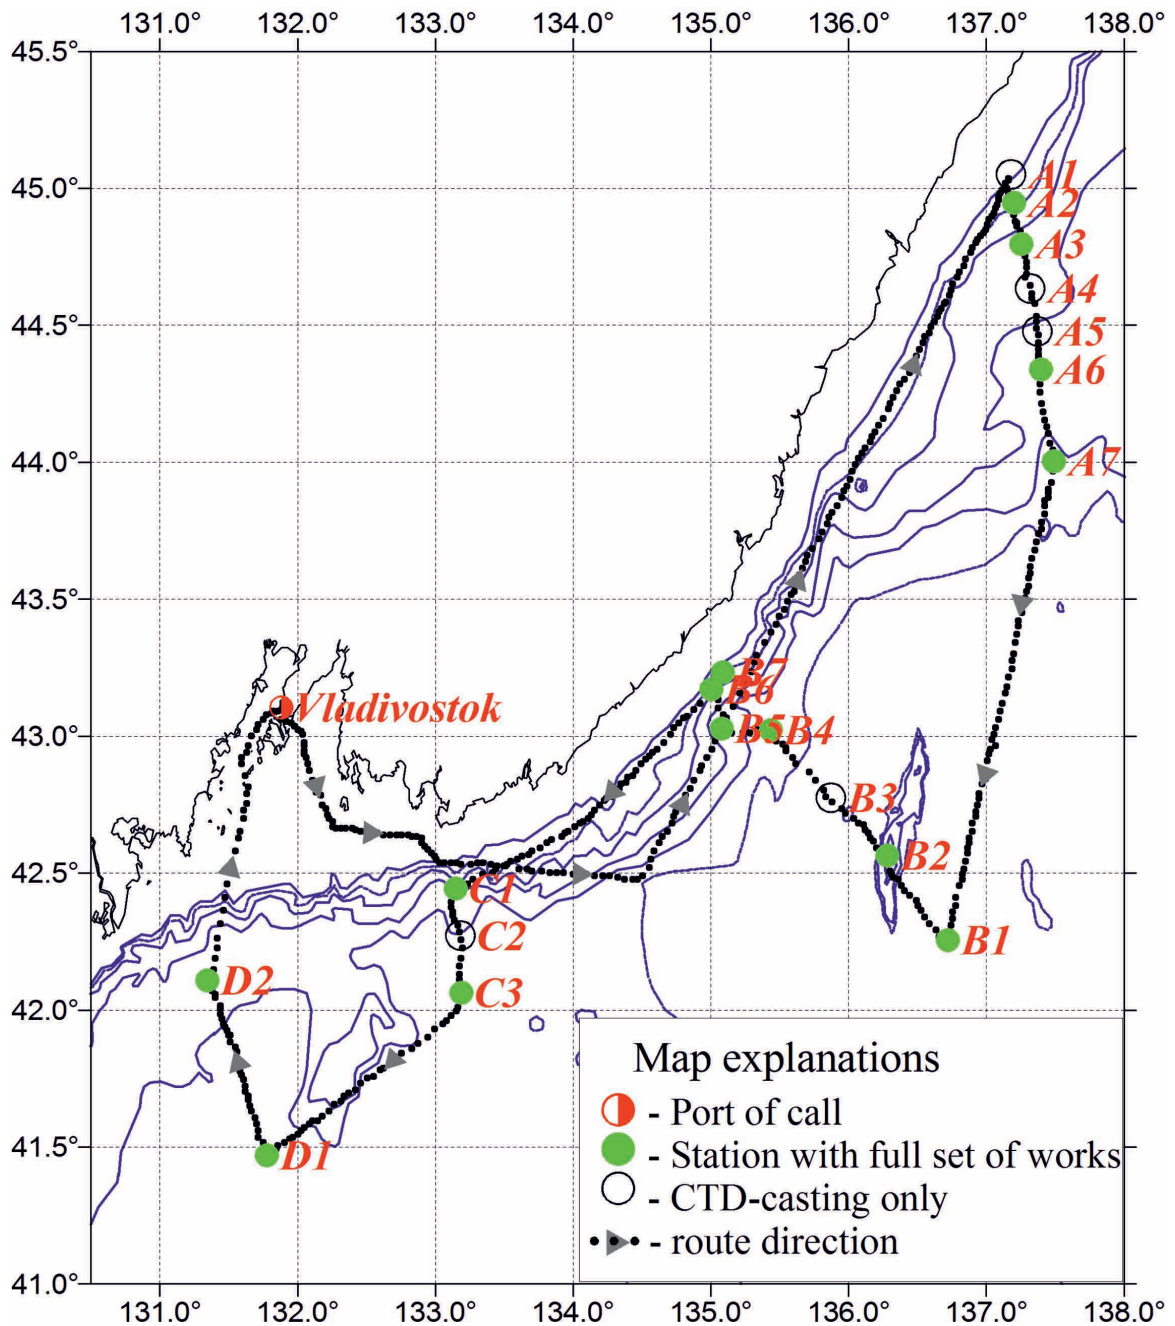 131.0° 132.0° 133.0° 134.0° 135.0° 136.0° 137.0° 138.0°
45.5°
45.0°
44.5°
44.0°
43.5°
43.0°
42.5°
42.0°
41.5°
41.0°
A1
A2
A3
A4
A5
A6
A7
B7
B6
Vladivostok
B5
B4
B3
B2
C1
C2
B1
D2
C3
D1
Map explanations
- Port of call
- Station with full set of works
- CTD-casting only
- route direction
131.0° 132.0° 133.0° 134.0° 135.0° 136.0° 137.0° 138.0°